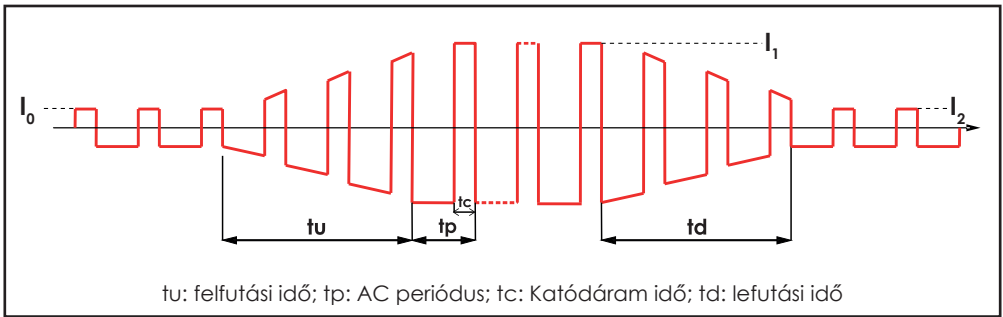 I₁
I₀
I₂
tc
tu
tp
td
tu: felfutási idő; tp: AC periódus; tc: Katódáram idő; td: lefutási idő